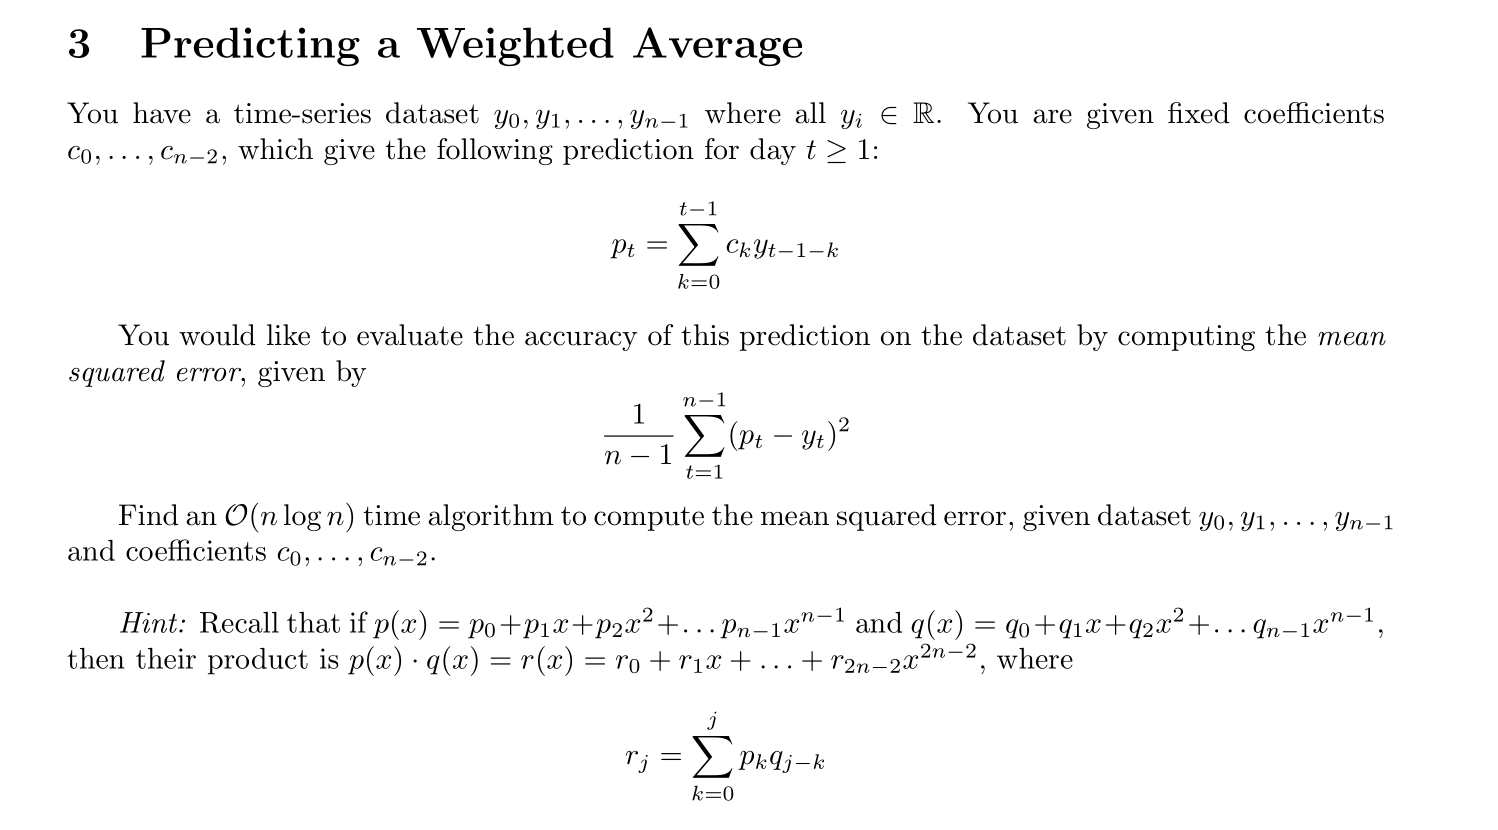 3 Predicting a Weighted Average
You have a time-series dataset y_0, y_1, . . . , y_{n−1} where all y_i ∈ ℝ. You are given fixed coefficients
c_0, . . . , c_{n−2}, which give the following prediction for day t ≥ 1:
p_t = \sum_{k=0}^{t−1} c_k y_{t−1−k}
You would like to evaluate the accuracy of this prediction on the dataset by computing the mean
squared error, given by
\frac{1}{n − 1} \sum_{t=1}^{n−1} (p_t − y_t)^2
Find an O(n log n) time algorithm to compute the mean squared error, given dataset y_0, y_1, . . . , y_{n−1}
and coefficients c_0, . . . , c_{n−2}.
Hint: Recall that if p(x) = p_0+p_1x+p_2x^2+. . . p_{n−1}x^{n−1} and q(x) = q_0+q_1x+q_2x^2+. . . q_{n−1}x^{n−1},
then their product is p(x) · q(x) = r(x) = r_0 + r_1x + . . . + r_{2n−2}x^{2n−2}, where
r_j = \sum_{k=0}^{j} p_k q_{j−k}